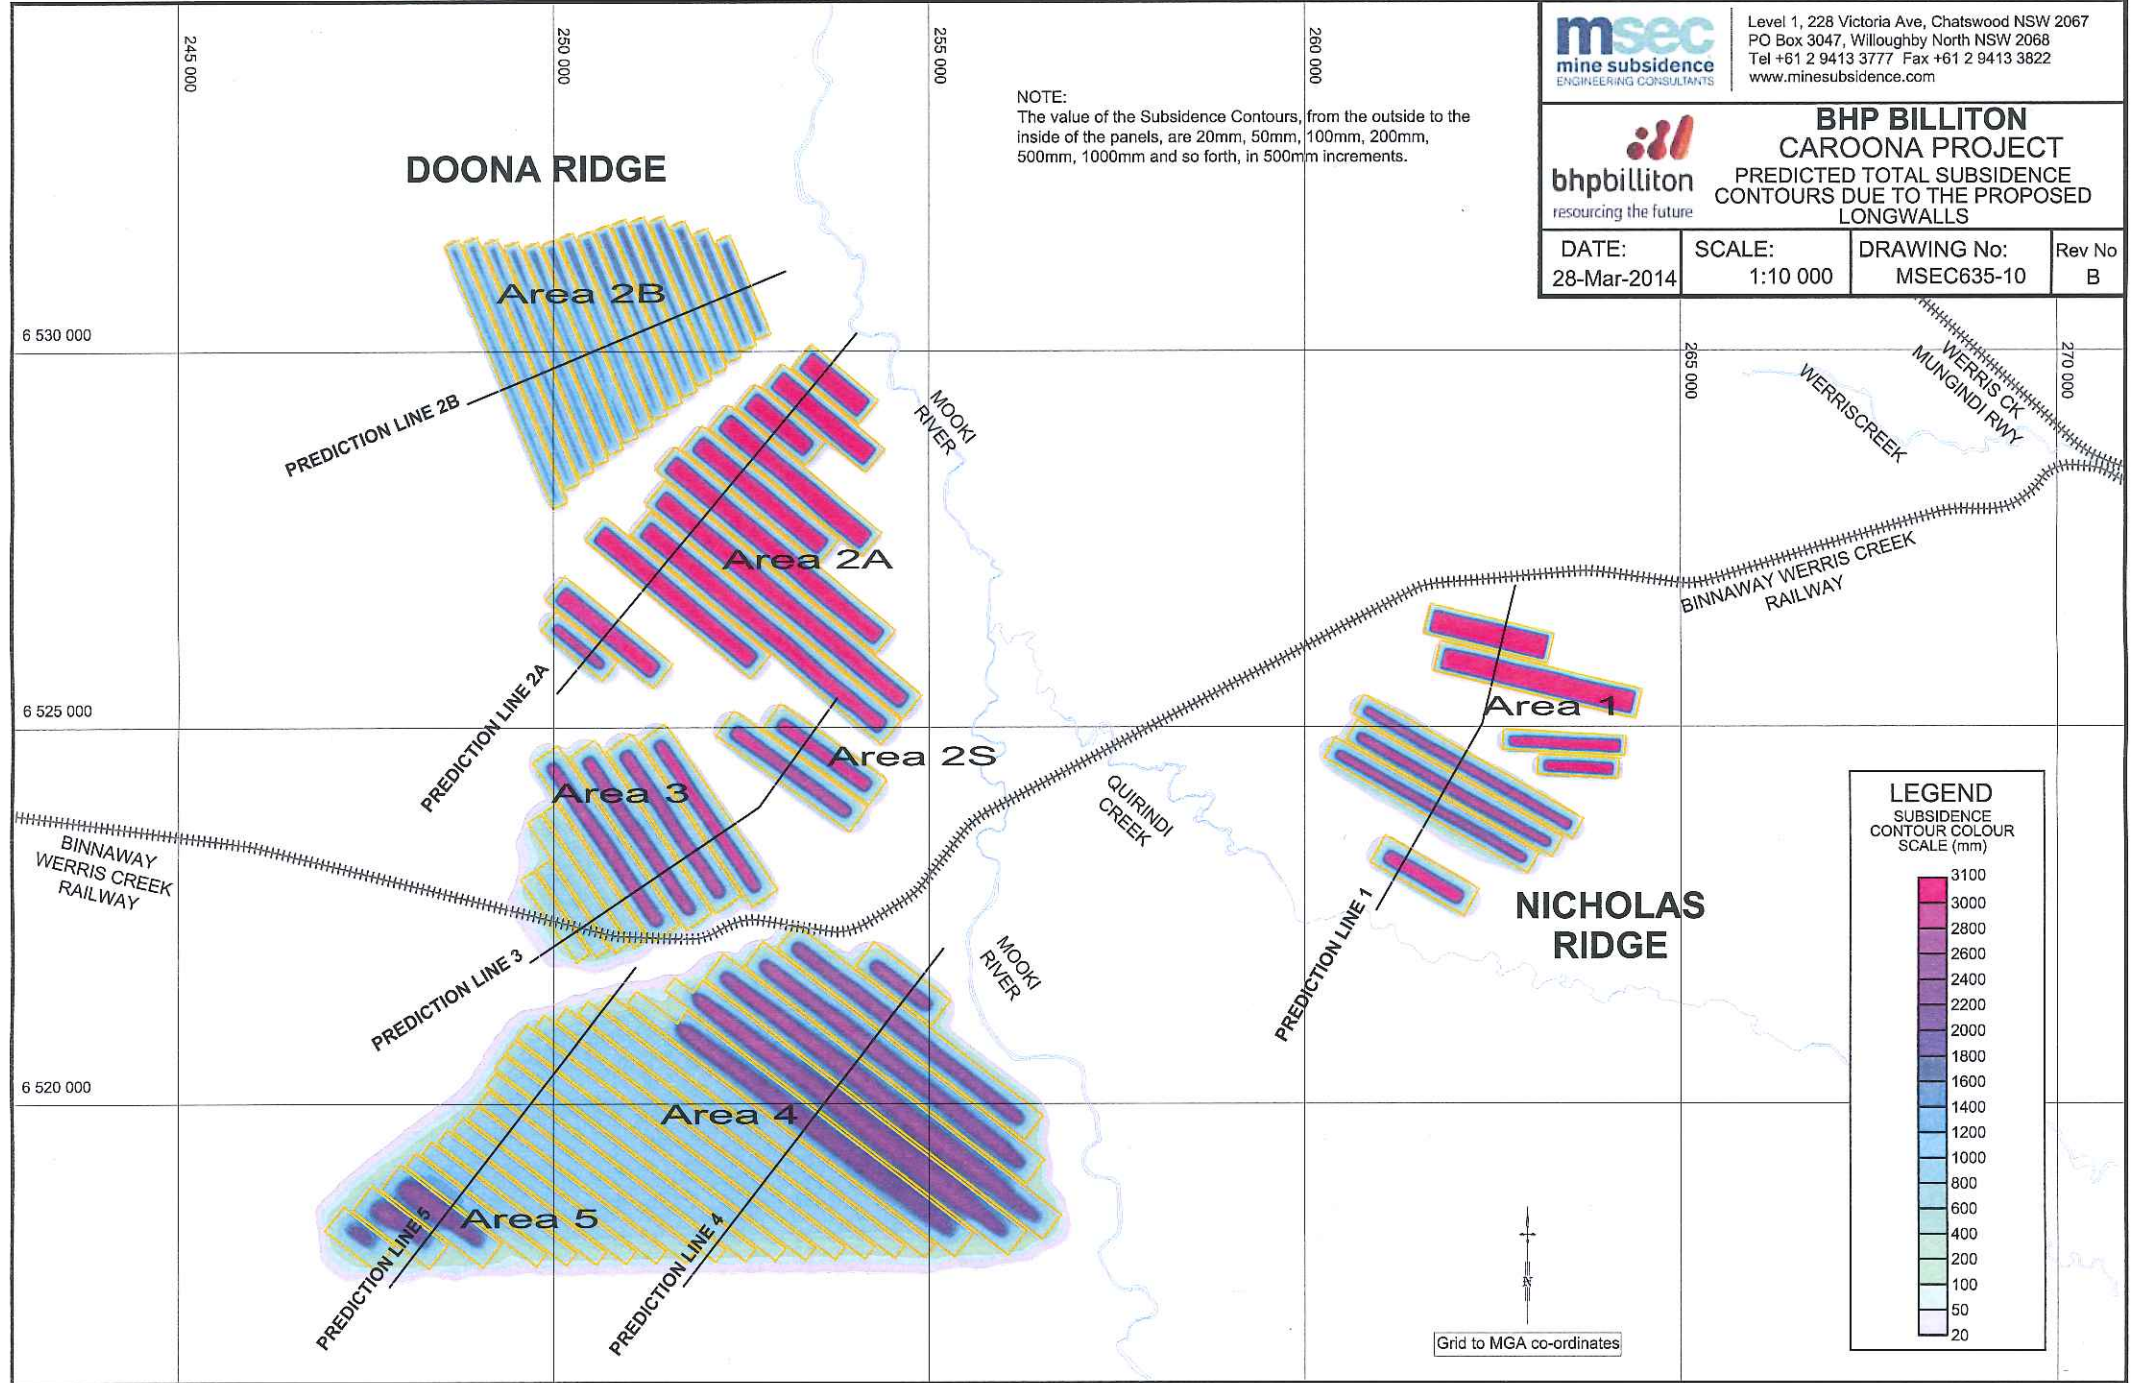 msec
mine subsidence
ENGINEERING CONSULTANTS
Level 1, 228 Victoria Ave, Chatswood NSW 2067
PO Box 3047, Willoughby North NSW 2068
Tel +61 2 9413 3777 Fax +61 2 9413 3822
www.minesubsidence.com
bhpbilliton
resourcing the future
BHP BILLITON
CAROONA PROJECT
PREDICTED TOTAL SUBSIDENCE
CONTOURS DUE TO THE PROPOSED
LONGWALLS
DATE:
28-Mar-2014
SCALE:
1:10 000
DRAWING No:
MSEC635-10
Rev No
B
245 000
250 000
255 000
260 000
265 000
270 000
NOTE:
The value of the Subsidence Contours, from the outside to the
inside of the panels, are 20mm, 50mm, 100mm, 200mm,
500mm, 1000mm and so forth, in 500mm increments.
DOONA RIDGE
Area 2B
6 530 000
PREDICTION LINE 2B
MOOKI
RIVER
WERRIS CK
MUNGINDI RWY
WERRISCREEK
Area 2A
BINNAWAY WERRIS CREEK
RAILWAY
PREDICTION LINE 2A
6 525 000
Area 1
Area 2S
Area 3
QUIRINDI
CREEK
BINNAWAY
WERRIS CREEK
RAILWAY
NICHOLAS
RIDGE
PREDICTION LINE 1
PREDICTION LINE 3
MOOKI
RIVER
6 520 000
Area 4
Area 5
PREDICTION LINE 5
PREDICTION LINE 4
LEGEND
SUBSIDENCE
CONTOUR COLOUR
SCALE (mm)
3100
3000
2800
2600
2400
2200
2000
1800
1600
1400
1200
1000
800
600
400
200
100
50
20
N
Grid to MGA co-ordinates